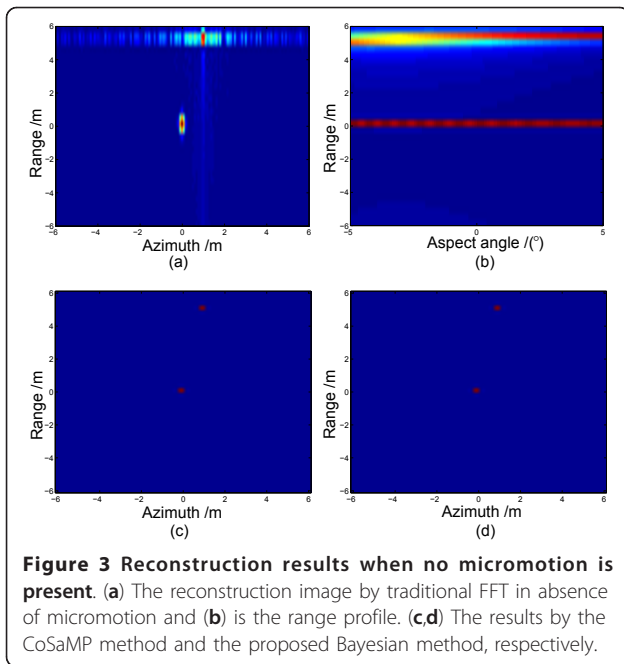 6
4
2
0
−2
−4
−6
Range /m
−6 −4 −2 0 2 4 6
Azimuth /m
(a)
6
4
2
0
−2
−4
−6
Range /m
−5 0 5
Aspect angle /(°)
(b)
6
4
2
0
−2
−4
−6
Range /m
−6 −4 −2 0 2 4 6
Azimuth /m
(c)
6
4
2
0
−2
−4
−6
Range /m
−6 −4 −2 0 2 4 6
Azimuth /m
(d)
Figure 3 Reconstruction results when no micromotion is
present. (a) The reconstruction image by traditional FFT in absence
of micromotion and (b) is the range profile. (c,d) The results by the
CoSaMP method and the proposed Bayesian method, respectively.